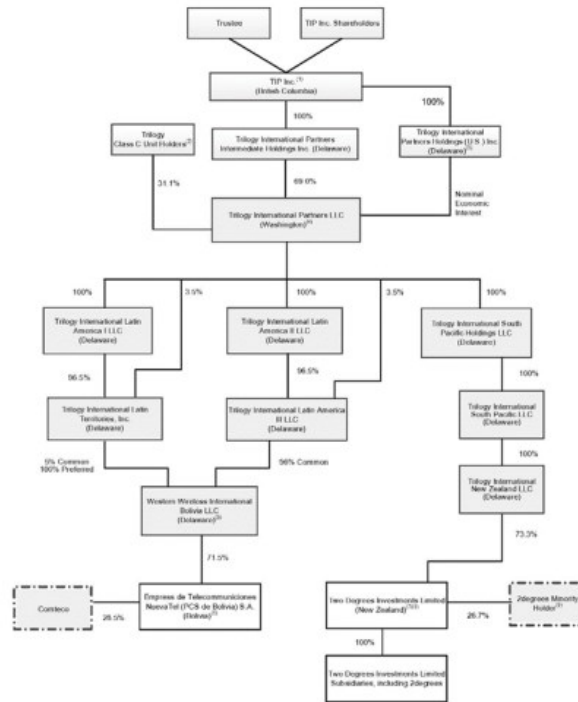 Trustee
TIP Inc. Shareholders
TIP Inc.(1)
(British Columbia)
100%
100%
Trilogy
Class C Unit Holders
Trilogy International Partners
Intermediate Holdings Inc. (Delaware)
Trilogy International
Partners Holdings (U.S.) Inc.
(Delaware)
31.1%
69.0%
Nominal
Economic
Interest
Trilogy International Partners LLC
(Washington)
100%
3.5%
100%
3.5%
100%
Trilogy International Latin
America I LLC
(Delaware)
Trilogy International Latin
America II LLC
(Delaware)
Trilogy International South
Pacific Holdings LLC
(Delaware)
96.5%
96.5%
100%
Trilogy International Latin
Territories, Inc.
(Delaware)
Trilogy International Latin America
III LLC
(Delaware)
Trilogy International
South Pacific LLC
(Delaware)
5% Common
100% Preferred
Common
100%
Western Wireless International
Bolivia LLC
(Delaware)
Trilogy International
New Zealand LLC
(Delaware)
71.5%
73.3%
Comteco
28.5%
Empresa de Telecomunicaciones
NuevaTel (PCS de Bolivia) S.A.
(Bolivia)
Two Degrees Investments Limited
(New Zealand)
26.7%
2degrees Minority
Holder
100%
Two Degrees Investments Limited
Subsidiaries, including 2degrees